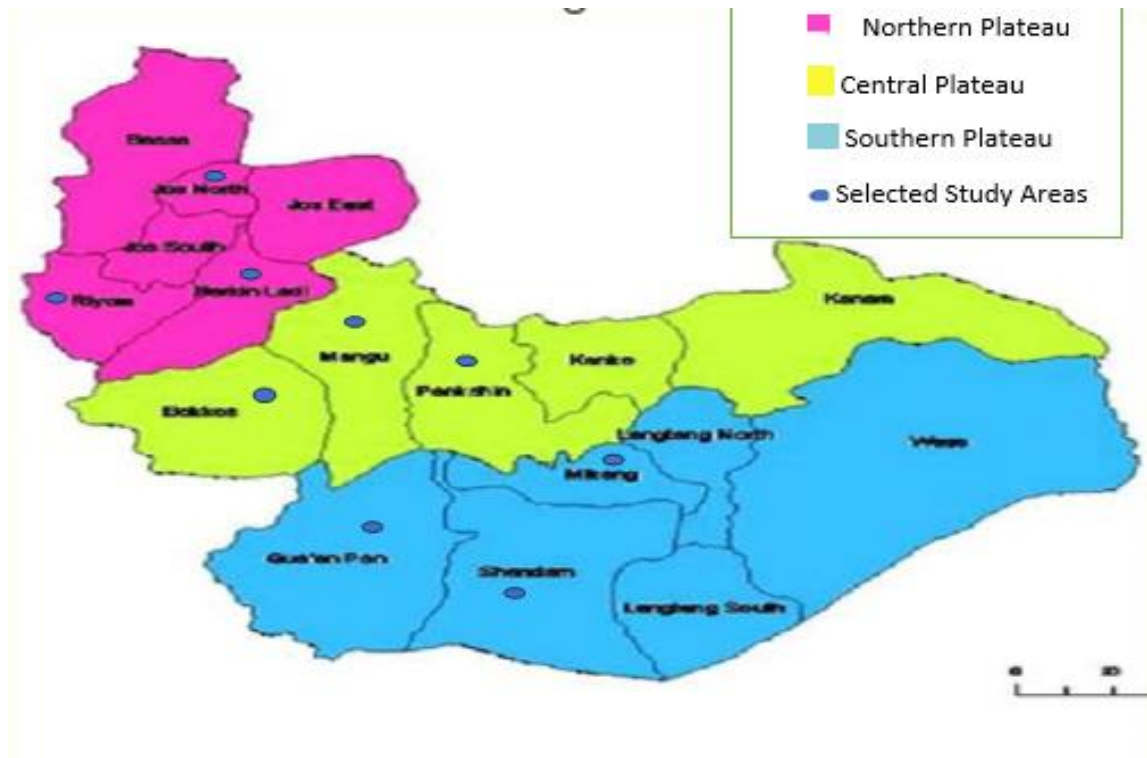 Northern Plateau
Central Plateau
Southern Plateau
Selected Study Areas
Bassa
Jos North
Jos East
Jos South
Riyom
Barkin Ladi
Kanam
Mangu
Kanke
Pankshin
Bokkos
Langtang North
Wase
Mikang
Qua'an Pan
Shendam
Langtang South
0